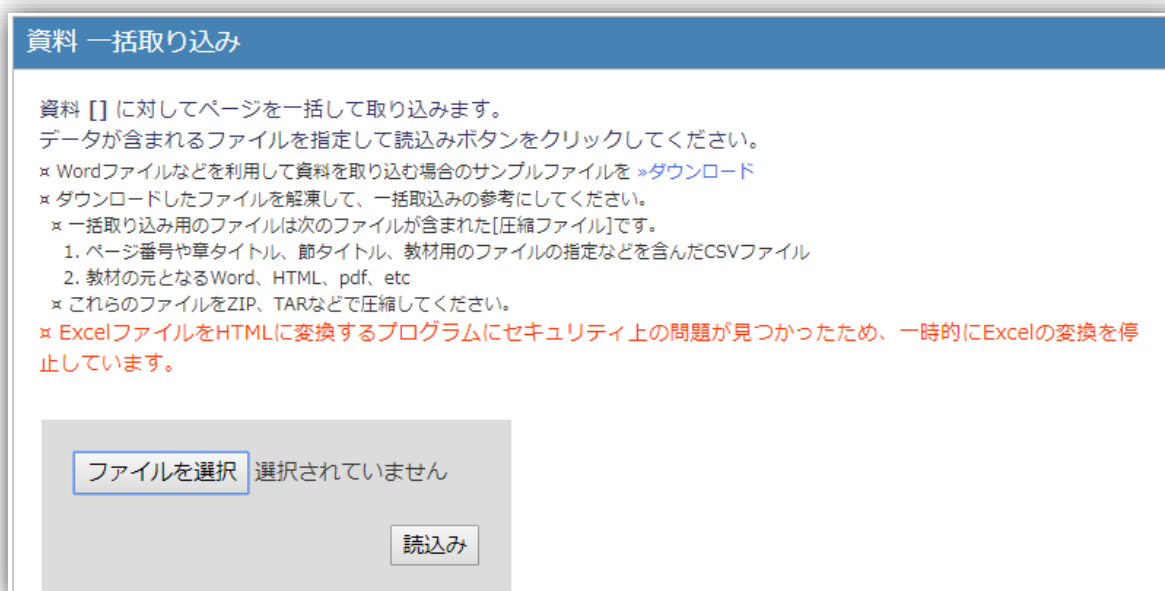 資料 一括取り込み
資料 [] に対してページを一括して取り込みます。
データが含まれるファイルを指定して読込みボタンをクリックしてください。
¤ Wordファイルなどを利用して資料を取り込む場合のサンプルファイルを »ダウンロード
¤ ダウンロードしたファイルを解凍して、一括取込みの参考にしてください。
¤ 一括取り込み用のファイルは次のファイルが含まれた[圧縮ファイル]です。
1. ページ番号や章タイトル、節タイトル、教材用のファイルの指定などを含んだCSVファイル
2. 教材の元となるWord、HTML、pdf、etc
¤ これらのファイルをZIP、TARなどで圧縮してください。
¤ ExcelファイルをHTMLに変換するプログラムにセキュリティ上の問題が見つかったため、一時的にExcelの変換を停
止しています。
ファイルを選択 選択されていません
読込み